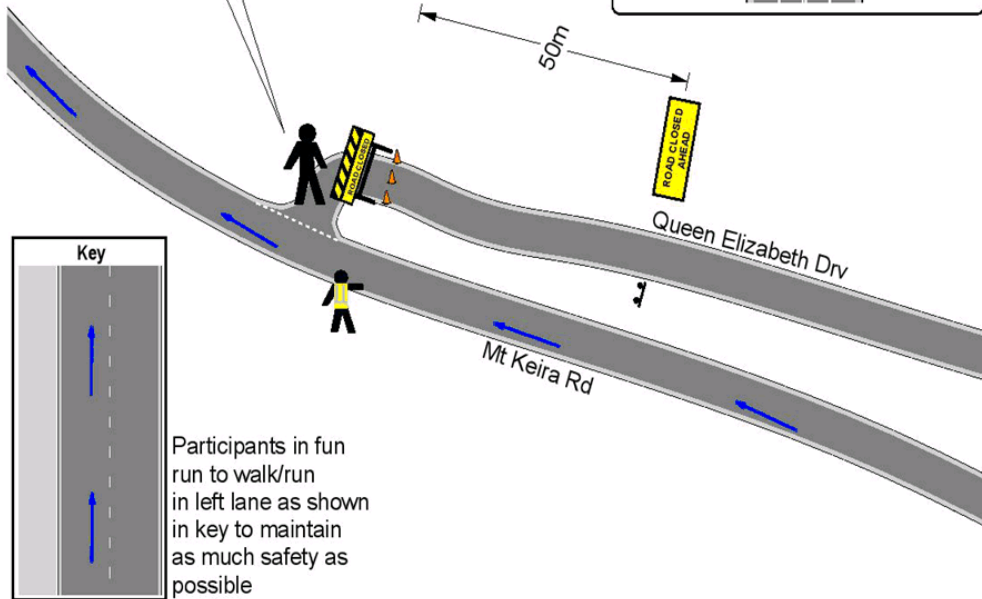 50m
ROAD CLOSED
AHEAD
ROAD CLOSED
Queen Elizabeth Drv
Mt Keira Rd
Key
Participants in fun
run to walk/run
in left lane as shown
in key to maintain
as much safety as
possible